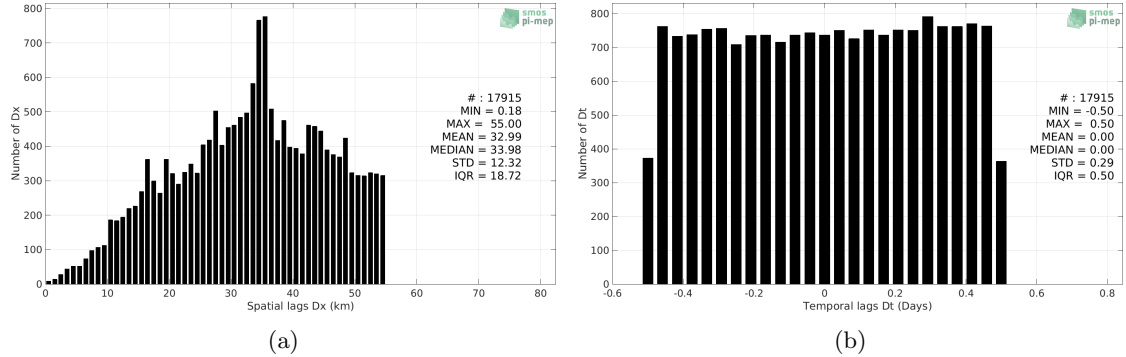 800
700
600
500
400
300
200
100
0
Number of Dx
0 10 20 30 40 50 60 70 80
Spatial lags Dx (km)
smos
pi-mep
# : 17915
MIN = 0.18
MAX = 55.00
MEAN = 32.99
MEDIAN = 33.98
STD = 12.32
IQR = 18.72
(a)
800
700
600
500
400
300
200
100
0
Number of Dt
-0.6 -0.4 -0.2 0 0.2 0.4 0.6 0.8
Temporal lags Dt (Days)
smos
pi-mep
# : 17915
MIN = -0.50
MAX = 0.50
MEAN = 0.00
MEDIAN = 0.00
STD = 0.29
IQR = 0.50
(b)